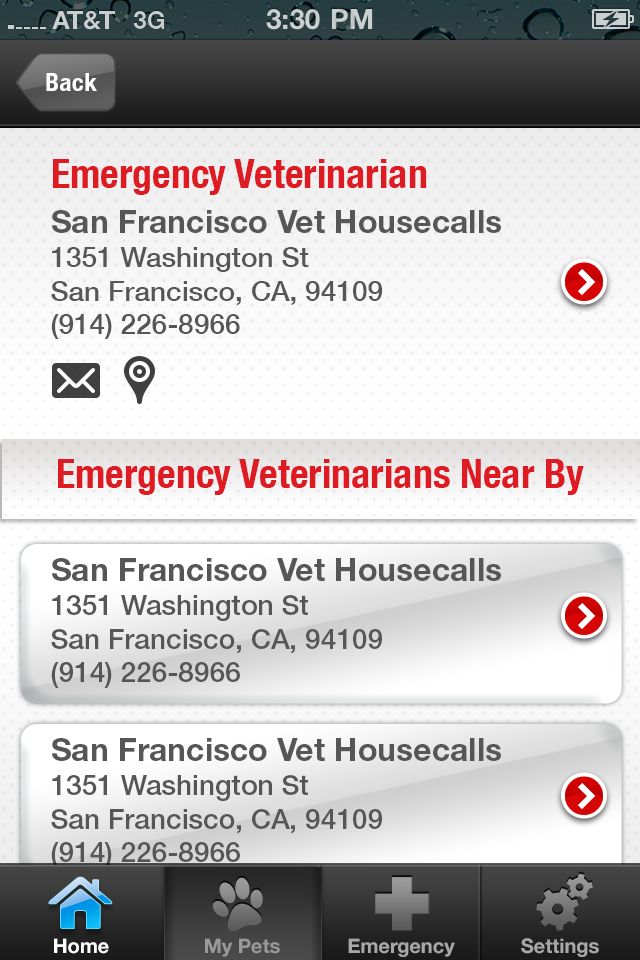 AT&T 3G 3:30 PM
Back
Emergency Veterinarian
San Francisco Vet Housecalls
1351 Washington St
San Francisco, CA, 94109
(914) 226-8966
Emergency Veterinarians Near By
San Francisco Vet Housecalls
1351 Washington St
San Francisco, CA, 94109
(914) 226-8966
San Francisco Vet Housecalls
1351 Washington St
San Francisco, CA, 94109
(914) 226-8966
Home My Pets Emergency Settings